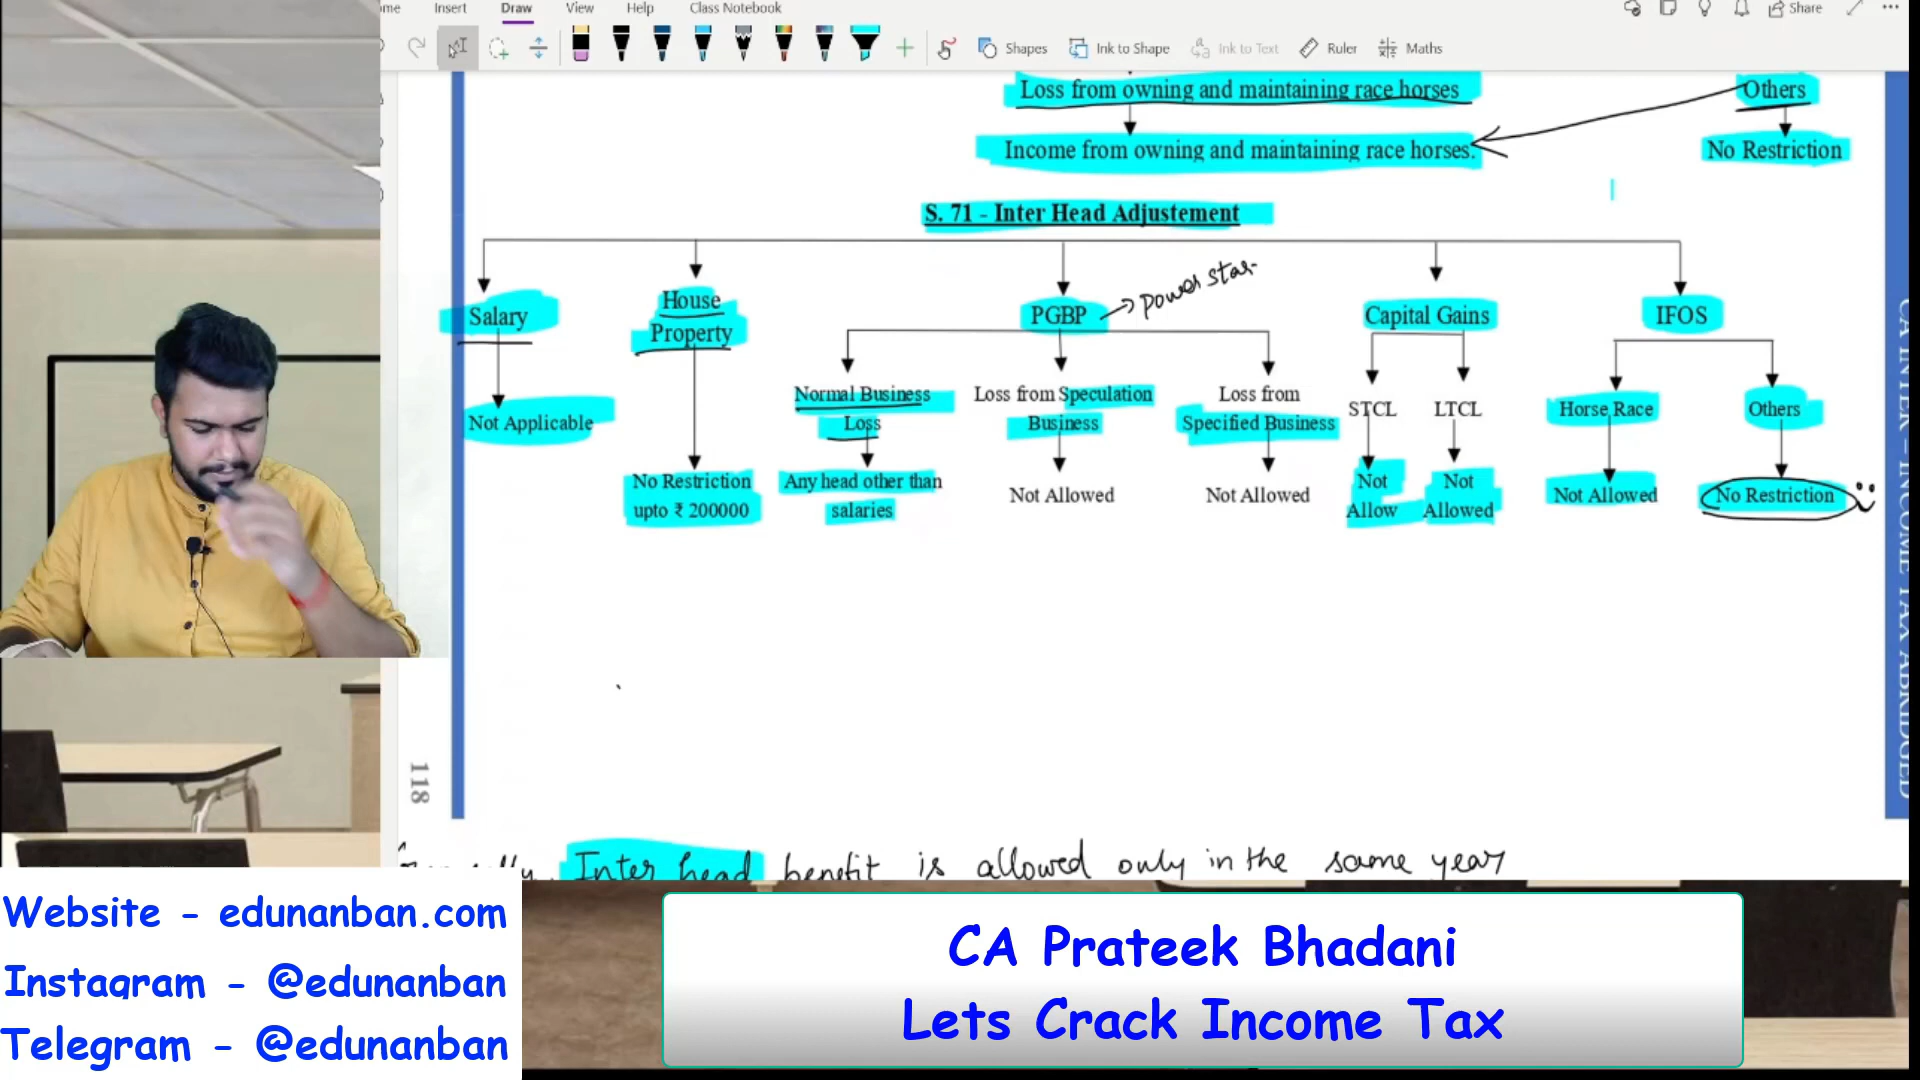 Insert Draw View Help Class Notebook
Share
Shapes Ink to Shape Ink to Text Ruler Maths
Loss from owning and maintaining race horses
Others
Income from owning and maintaining race horses.
No Restriction
S. 71 - Inter Head Adjustement
Salary
House
Property
PGBP
Power star
Capital Gains
IFOS
Not Applicable
No Restriction
upto ₹ 200000
Normal Business
Loss
Any head other than
salaries
Loss from Speculation
Business
Not Allowed
Loss from
Specified Business
Not Allowed
STCL
Not
Allow
LTCL
Not
Allowed
Horse Race
Not Allowed
Others
No Restriction
118
CA INTER - INCOME TAX ABRIDGED
Inter head benefit is allowed only in the same year
Website - edunanban.com
Instagram - @edunanban
Telegram - @edunanban
CA Prateek Bhadani
Lets Crack Income Tax